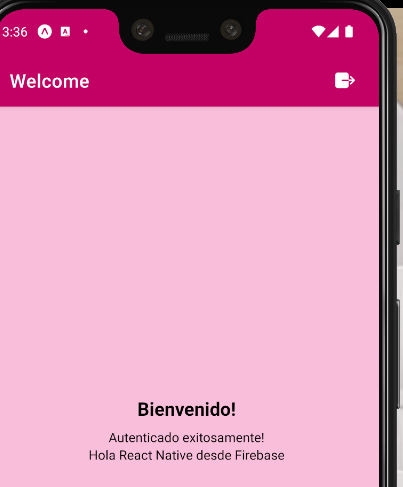 3:36
Welcome
Bienvenido!
Autenticado exitosamente!
Hola React Native desde Firebase